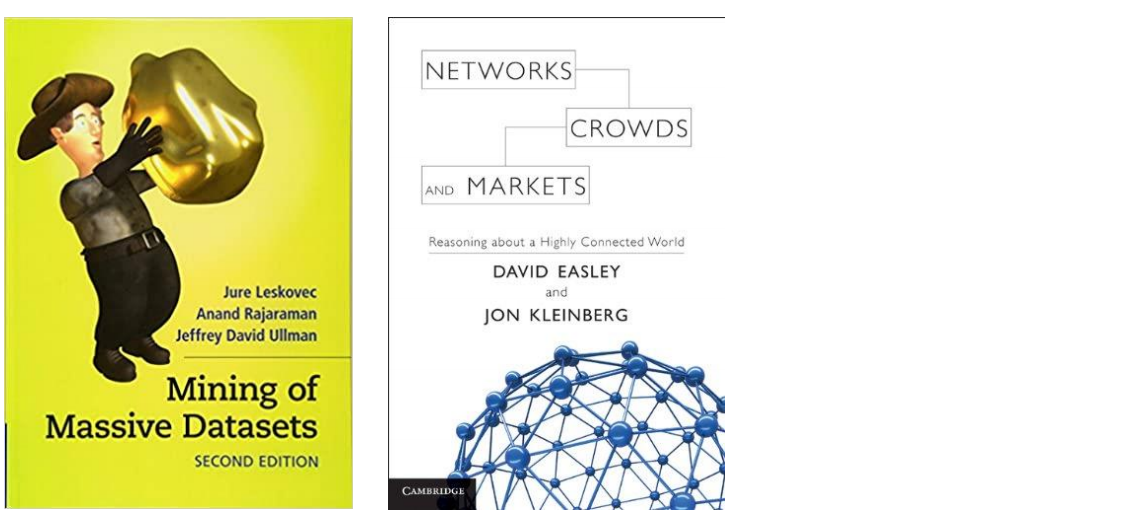 Jure Leskovec
Anand Rajaraman
Jeffrey David Ullman
Mining of
Massive Datasets
SECOND EDITION
NETWORKS
CROWDS
AND MARKETS
Reasoning about a Highly Connected World
DAVID EASLEY
and
JON KLEINBERG
CAMBRIDGE